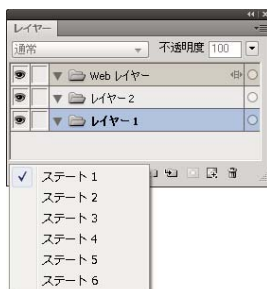 レイヤー
通常 不透明度 100
Web レイヤー
レイヤー 2
レイヤー 1
ステート 1
ステート 2
ステート 3
ステート 4
ステート 5
ステート 6